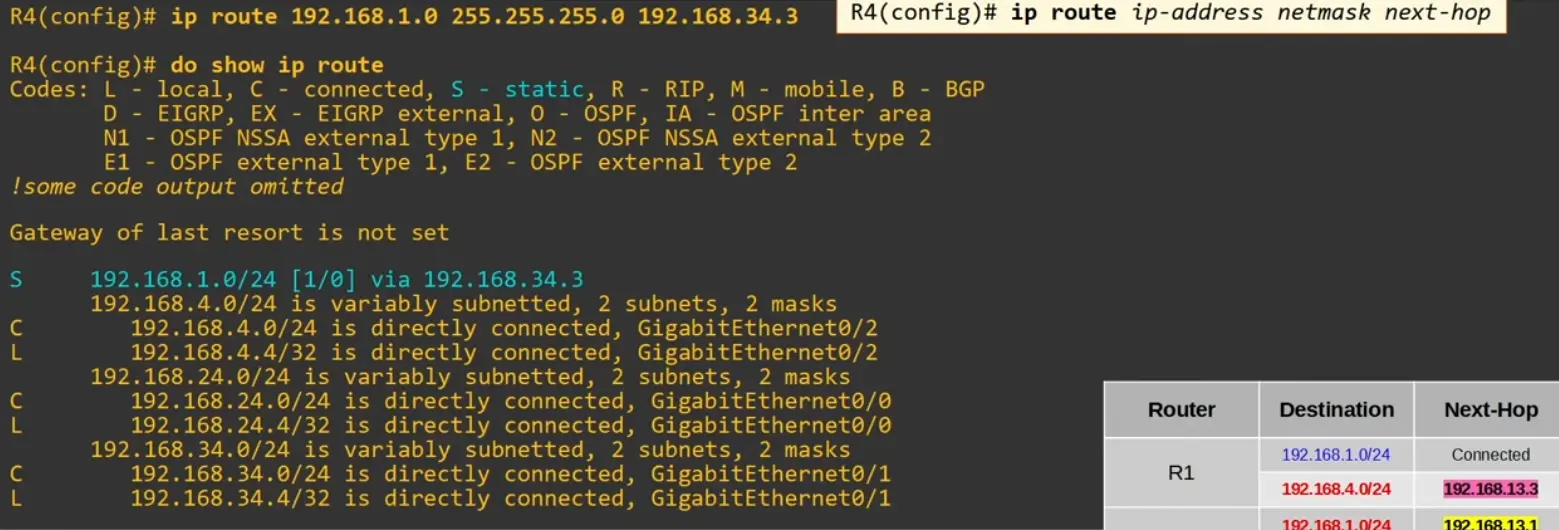 R4(config)# ip route 192.168.1.0 255.255.255.0 192.168.34.3
R4(config)# ip route ip-address netmask next-hop
R4(config)# do show ip route
Codes: L - local, C - connected, S - static, R - RIP, M - mobile, B - BGP
D - EIGRP, EX - EIGRP external, O - OSPF, IA - OSPF inter area
N1 - OSPF NSSA external type 1, N2 - OSPF NSSA external type 2
E1 - OSPF external type 1, E2 - OSPF external type 2
!some code output omitted
Gateway of last resort is not set
S 192.168.1.0/24 [1/0] via 192.168.34.3
192.168.4.0/24 is variably subnetted, 2 subnets, 2 masks
C 192.168.4.0/24 is directly connected, GigabitEthernet0/2
L 192.168.4.4/32 is directly connected, GigabitEthernet0/2
192.168.24.0/24 is variably subnetted, 2 subnets, 2 masks
C 192.168.24.0/24 is directly connected, GigabitEthernet0/0
L 192.168.24.4/32 is directly connected, GigabitEthernet0/0
192.168.34.0/24 is variably subnetted, 2 subnets, 2 masks
C 192.168.34.0/24 is directly connected, GigabitEthernet0/1
L 192.168.34.4/32 is directly connected, GigabitEthernet0/1
Router Destination Next-Hop
R1 192.168.1.0/24 Connected
192.168.4.0/24 192.168.13.3
192.168.1.0/24 192.168.13.1